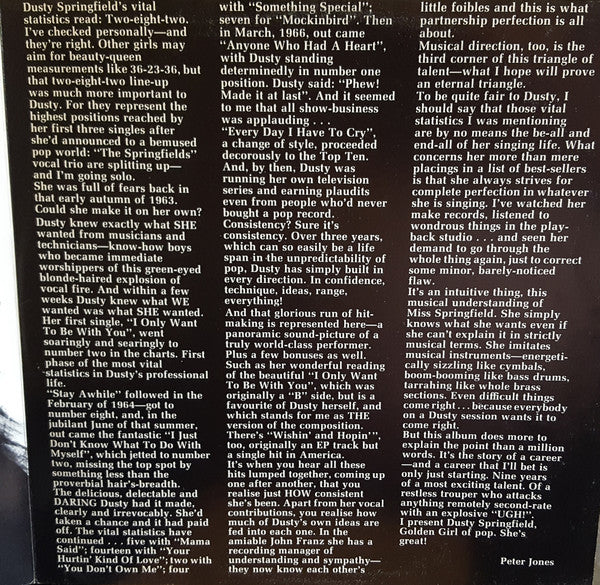 Dusty Springfield's vital
statistics read: Two-eight-two.
I've checked personally—and
they're right. Other girls may
aim for beauty-queen
measurements like 36-23-36, but
that two-eight-two line-up
was much more important to
Dusty. For they represent the
highest positions reached by
her first three singles after
she'd announced to a bemused
pop world: "The Springfields"
vocal trio are splitting up—
and I'm going solo.
She was full of fears back in
that early autumn of 1963.
Could she make it on her own?
Dusty knew exactly what SHE
wanted from musicians and
technicians—know-how boys
who became immediate
worshippers of this green-eyed
blonde-haired explosion of
vocal fire. And within a few
weeks Dusty knew what WE
wanted was what SHE wanted.
Her first single, "I Only Want
To Be With You", went
soaringly and searingly to
number two in the charts. First
phase of the most vital
statistics in Dusty's professional
life.
"Stay Awhile" followed in the
February of 1964—got to
number eight, and, in the
jubilant June of that summer,
out came the fantastic "I Just
Don't Know What To Do With
Myself", which jetted to number
two, missing the top spot by
something less than the
proverbial hair's-breadth.
The delicious, delectable and
DARING Dusty had it made,
clearly and irrevocably. She'd
taken a chance and it had paid
off. The vital statistics have
continued . . . five with "Mama
Said"; fourteen with "Your
Hurtin' Kind Of Love"; two with
"You Don't Own Me"; four
with "Something Special";
seven for "Mockinbird". Then
in March, 1966, out came
"Anyone Who Had A Heart",
with Dusty standing
determinedly in number one
position. Dusty said: "Phew!
Made it at last". And it seemed
to me that all show-business
was applauding . . .
"Every Day I Have To Cry",
a change of style, proceeded
decorously to the Top Ten.
And, by then, Dusty was
running her own television
series and earning plaudits
even from people who'd never
bought a pop record.
Consistency? Sure it's
consistency. Over three years,
which can so easily be a life
span in the unpredictability of
pop, Dusty has simply built in
every direction. In confidence,
technique, ideas, range,
everything!
And that glorious run of hit-
making is represented here—a
panoramic sound-picture of a
truly world-class performer.
Plus a few bonuses as well.
Such as her wonderful reading
of the beautiful "I Only Want
To Be With You", which was
originally a "B" side, but is a
favourite of Dusty herself, and
which stands for me as 'THE
version of the composition.
There's "Wishin' and Hopin'",
too, originally an EP track but
a single hit in America.
It's when you hear all these
hits lumped together, coming up
one after another, that you
realise just HOW consistent
she's been. Apart from her vocal
contributions, you realise how
much of Dusty's own ideas are
fed into each one. In the
amiable John Franz she has a
recording manager of
understanding and sympathy—
they now know each other's
little foibles and this is what
partnership perfection is all
about.
Musical direction, too, is the
third corner of this triangle of
talent—what I hope will prove
an eternal triangle.
To be quite fair to Dusty, I
should say that those vital
statistics I was mentioning
are by no means the be-all and
end-all of her singing life. What
concerns her more than mere
placings in a list of best-sellers
is that she always strives for
complete perfection in whatever
she is singing. I've watched her
make records, listened to
wondrous things in the play-
back studio . . . and seen her
demand to go through the
whole thing again, just to correct
some minor, barely-noticed
flaw.
It's an intuitive thing, this
musical understanding of
Miss Springfield. She simply
knows what she wants even if
she can't explain it in strictly
musical terms. She imitates
musical instruments—energeti-
cally sizzling like cymbals,
boom-booming like bass drums,
tarrahing like whole brass
sections. Even difficult things
come right . . . because everybody
on a Dusty session wants it to
come right.
But this album does more to
explain the point than a million
words. It's the story of a career
—and a career that I'll bet is
only just starting. Nine years
of a most exciting talent. Of a
restless trouper who attacks
anything remotely second-rate
with an explosive "UGH!".
I present Dusty Springfield,
Golden Girl of pop. She's
great!
Peter Jones